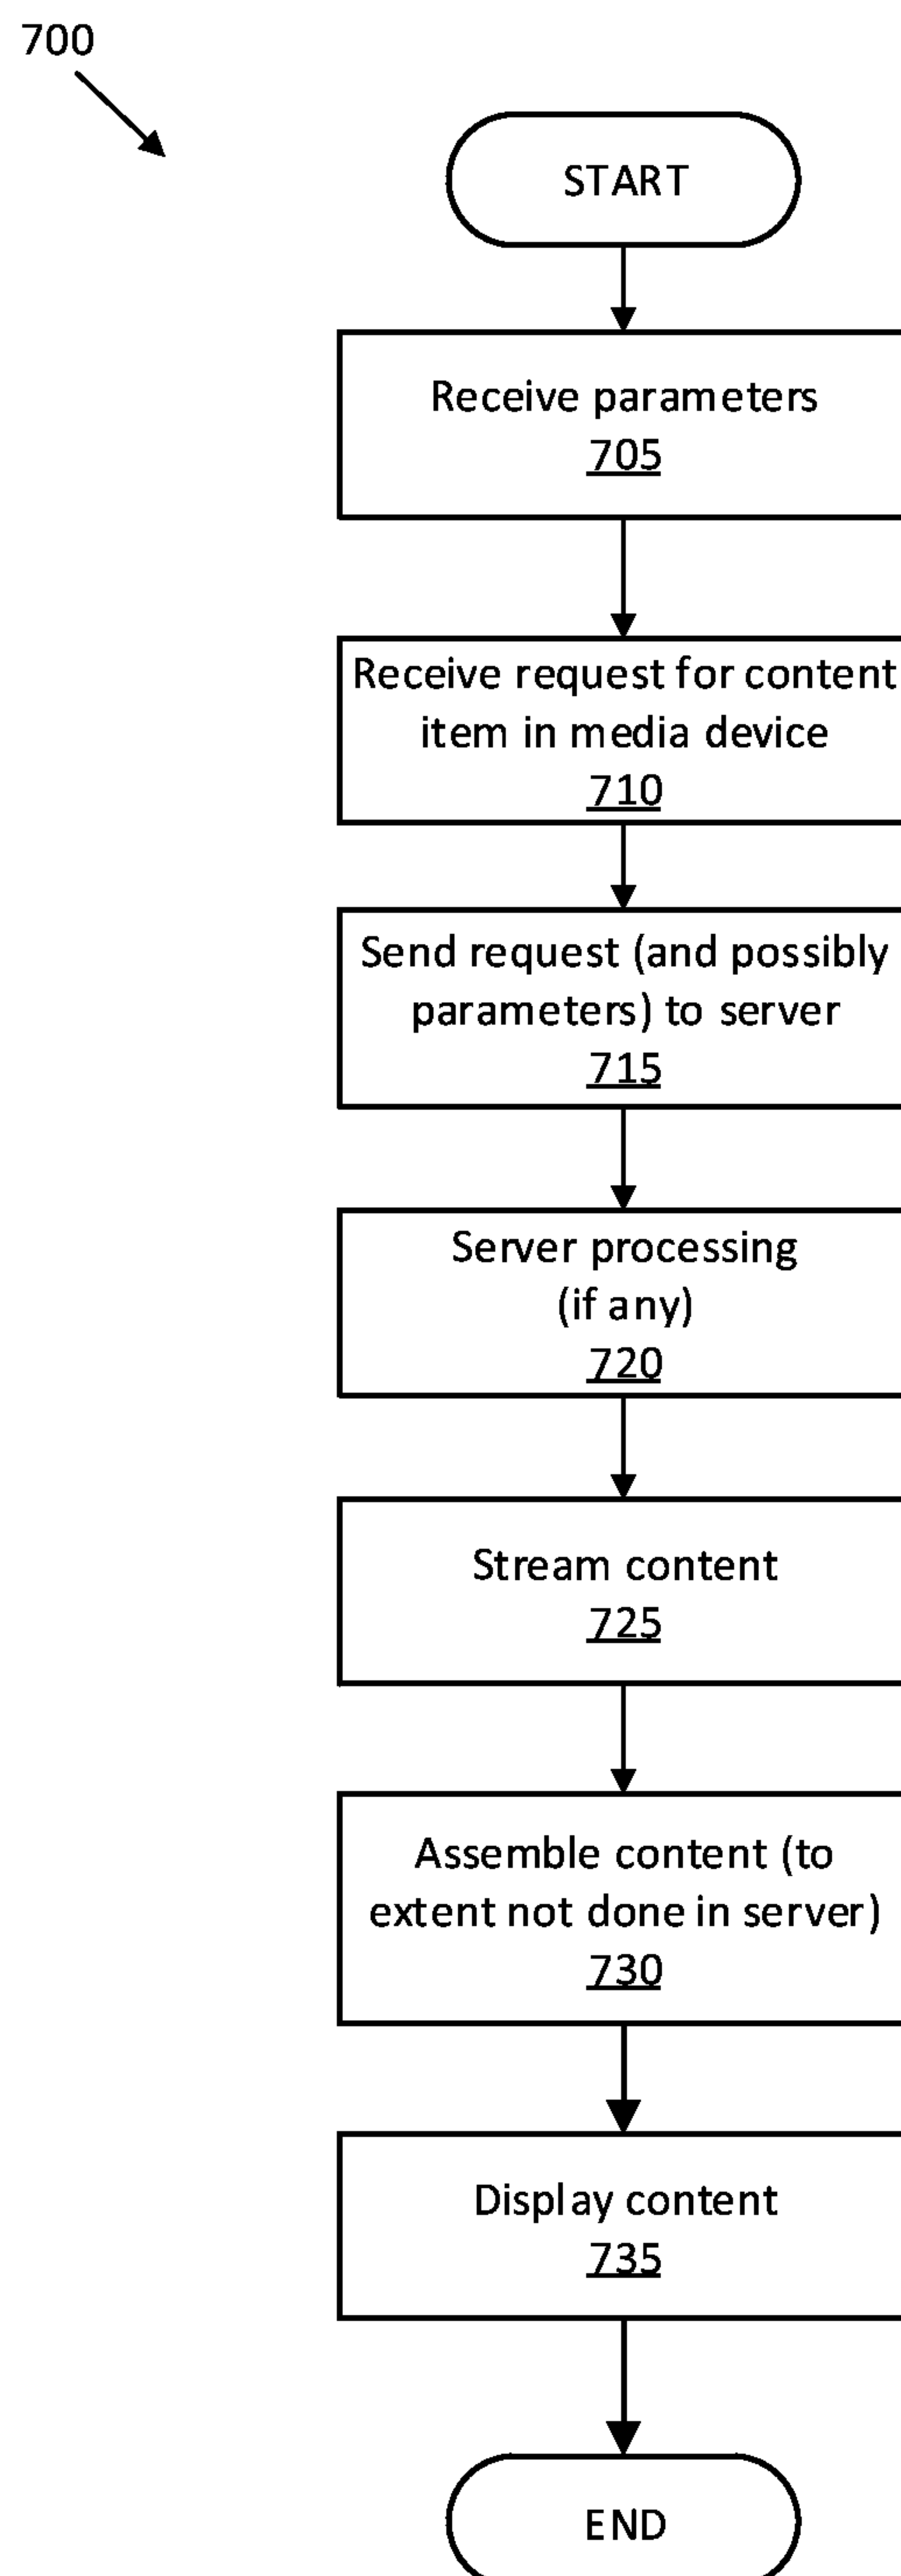 700
START
Receive parameters
705
Receive request for content
item in media device
710
Send request (and possibly
parameters) to server
715
Server processing
(if any)
720
Stream content
725
Assemble content (to
extent not done in server)
730
Display content
735
END